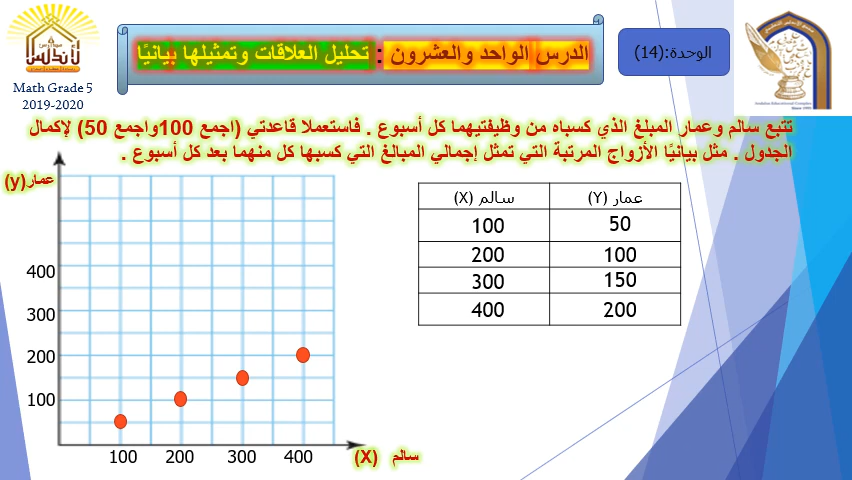 الوحدة:(14)
الدرس الواحد والعشرون : تحليل العلاقات وتمثيلها بيانيًا
Math Grade 5
2019-2020
تتبع سالم وعمار المبلغ الذي كسباه من وظيفتيهما كل أسبوع . فاستعملا قاعدتي (اجمع 100واجمع 50) لإكمال
الجدول . مثل بيانيًا الأزواج المرتبة التي تمثل إجمالي المبالغ التي كسبها كل منهما بعد كل أسبوع .
عمار (Y) سالم (X)
50 100
100 200
150 300
200 400
عمار(y)
400
300
200
100
100 200 300 400
سالم (X)